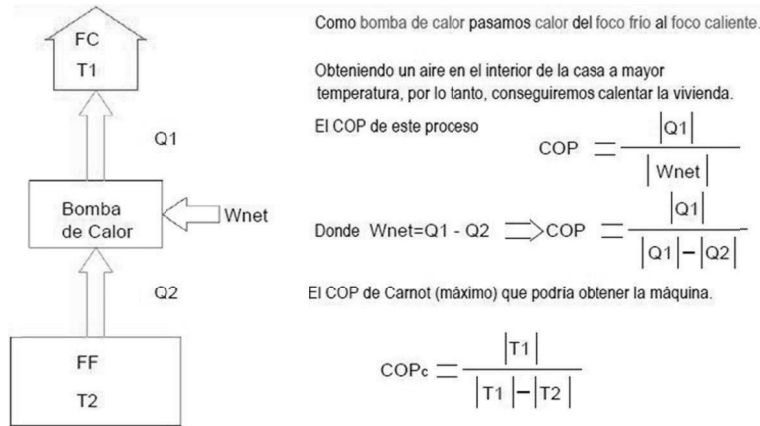 FC
T1
Q1
Bomba
de Calor
Wnet
Q2
FF
T2
Como bomba de calor pasamos calor del foco frío al foco caliente.
Obteniendo un aire en el interior de la casa a mayor
temperatura, por lo tanto, conseguiremos calentar la vivienda.
El COP de este proceso
COP = |Q1| / |Wnet|
Donde Wnet=Q1 - Q2 ⟹ COP = |Q1| / |Q1|−|Q2|
El COP de Carnot (máximo) que podría obtener la máquina.
COPc = |T1| / |T1|−|T2|